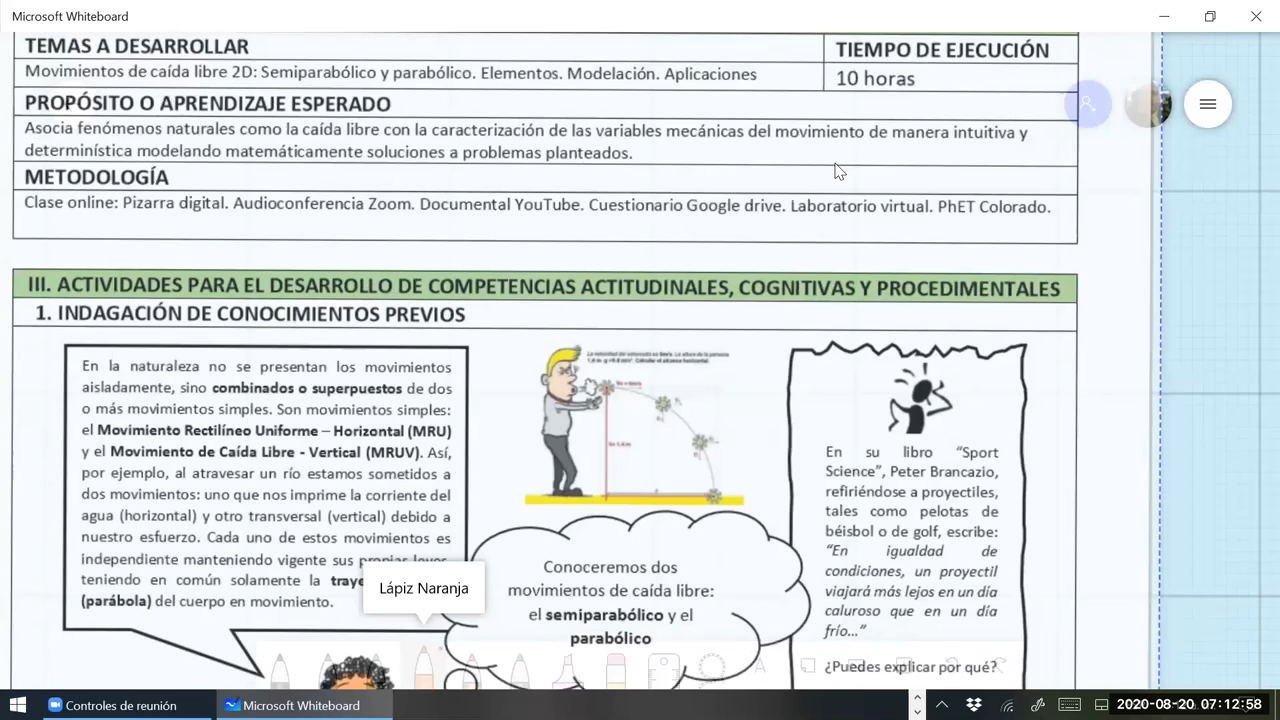 Microsoft Whiteboard
TEMAS A DESARROLLAR
TIEMPO DE EJECUCIÓN
Movimientos de caída libre 2D: Semiparabólico y parabólico. Elementos. Modelación. Aplicaciones
10 horas
PROPÓSITO O APRENDIZAJE ESPERADO
Asocia fenómenos naturales como la caída libre con la caracterización de las variables mecánicas del movimiento de manera intuitiva y
determinística modelando matemáticamente soluciones a problemas planteados.
METODOLOGÍA
Clase online: Pizarra digital. Audioconferencia Zoom. Documental YouTube. Cuestionario Google drive. Laboratorio virtual. PhET Colorado.
III. ACTIVIDADES PARA EL DESARROLLO DE COMPETENCIAS ACTITUDINALES, COGNITIVAS Y PROCEDIMENTALES
1. INDAGACIÓN DE CONOCIMIENTOS PREVIOS
En la naturaleza no se presentan los movimientos
aisladamente, sino combinados o superpuestos de dos
o más movimientos simples. Son movimientos simples:
el Movimiento Rectilíneo Uniforme – Horizontal (MRU)
y el Movimiento de Caída Libre - Vertical (MRUV). Así,
por ejemplo, al atravesar un río estamos sometidos a
dos movimientos: uno que nos imprime la corriente del
agua (horizontal) y otro transversal (vertical) debido a
nuestro esfuerzo. Cada uno de estos movimientos es
independiente manteniendo vigente sus
teniendo en común solamente la
(parábola) del cuerpo en movimiento.
Lápiz Naranja
Conoceremos dos
movimientos de caída libre:
el semiparabólico y el
parabólico
En su libro “Sport
Science”, Peter Brancazio,
refiriéndose a proyectiles,
tales como pelotas de
béisbol o de golf, escribe:
“En igualdad de
condiciones, un proyectil
viajará más lejos en un día
caluroso que en un día
frío...”
¿Puedes explicar por qué?
Controles de reunión
Microsoft Whiteboard
2020-08-20 07:12:58